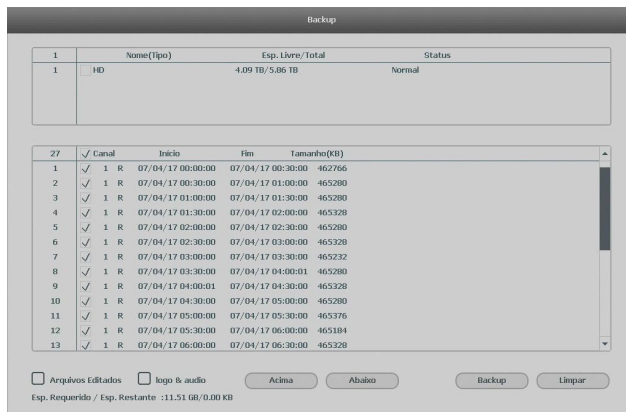 Backup
1 Nome(Tipo) Esp. Livre/Total Status
1 HD 4.09 TB/5.86 TB Normal
27 Canal Início Fim Tamanho(KB)
1 1 R 07/04/17 00:00:00 07/04/17 00:30:00 462766
2 1 R 07/04/17 00:30:00 07/04/17 01:00:00 465280
3 1 R 07/04/17 01:00:00 07/04/17 01:30:00 465280
4 1 R 07/04/17 01:30:00 07/04/17 02:00:00 465328
5 1 R 07/04/17 02:00:00 07/04/17 02:30:00 465280
6 1 R 07/04/17 02:30:00 07/04/17 03:00:00 465328
7 1 R 07/04/17 03:00:00 07/04/17 03:30:00 465232
8 1 R 07/04/17 03:30:00 07/04/17 04:00:01 465280
9 1 R 07/04/17 04:00:01 07/04/17 04:30:00 465328
10 1 R 07/04/17 04:30:00 07/04/17 05:00:00 465280
11 1 R 07/04/17 05:00:00 07/04/17 05:30:00 465376
12 1 R 07/04/17 05:30:00 07/04/17 06:00:00 465184
13 1 R 07/04/17 06:00:00 07/04/17 06:30:00 465328
Arquivos Editados logo & audio Acima Abaixo Backup Limpar
Esp. Requerido / Esp. Restante :11.51 GB/0.00 KB